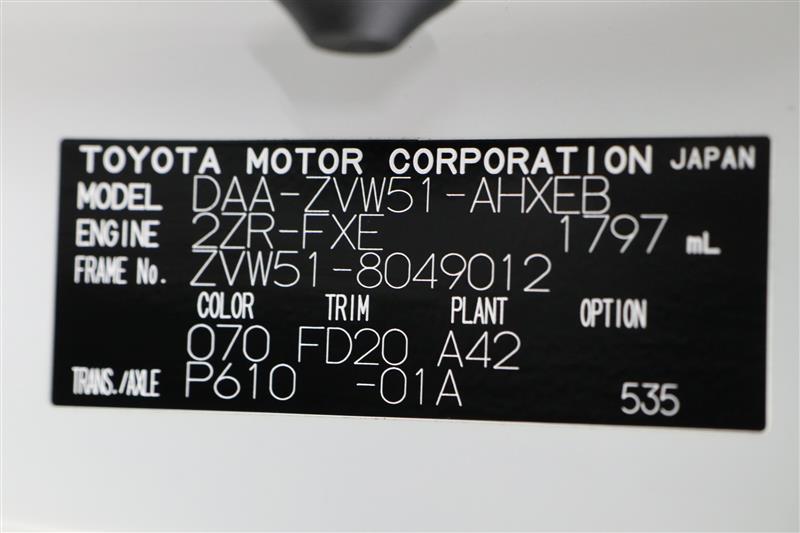 TOYOTA MOTOR CORPORATION JAPAN
MODEL DAA-ZVW51-AHXEB
ENGINE 2ZR-FXE 1797 mL
FRAME No. ZVW51-8049012
COLOR TRIM PLANT OPTION
070 FD20 A42
TRANS./AXLE P610 -01A 535